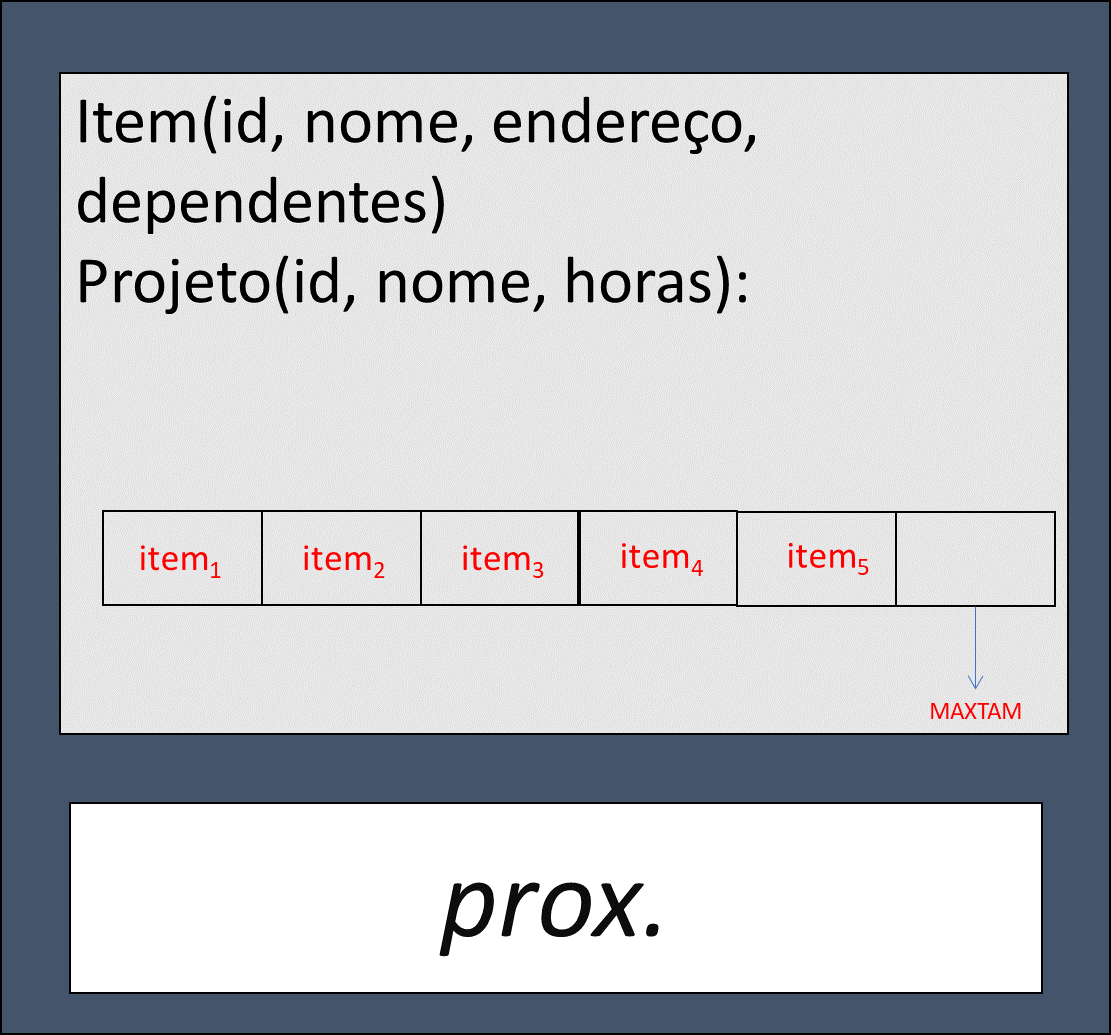 Item(id, nome, endereço,
dependentes)
Projeto(id, nome, horas):
item₁ item₂ item₃ item₄ item₅
MAXTAM
prox.